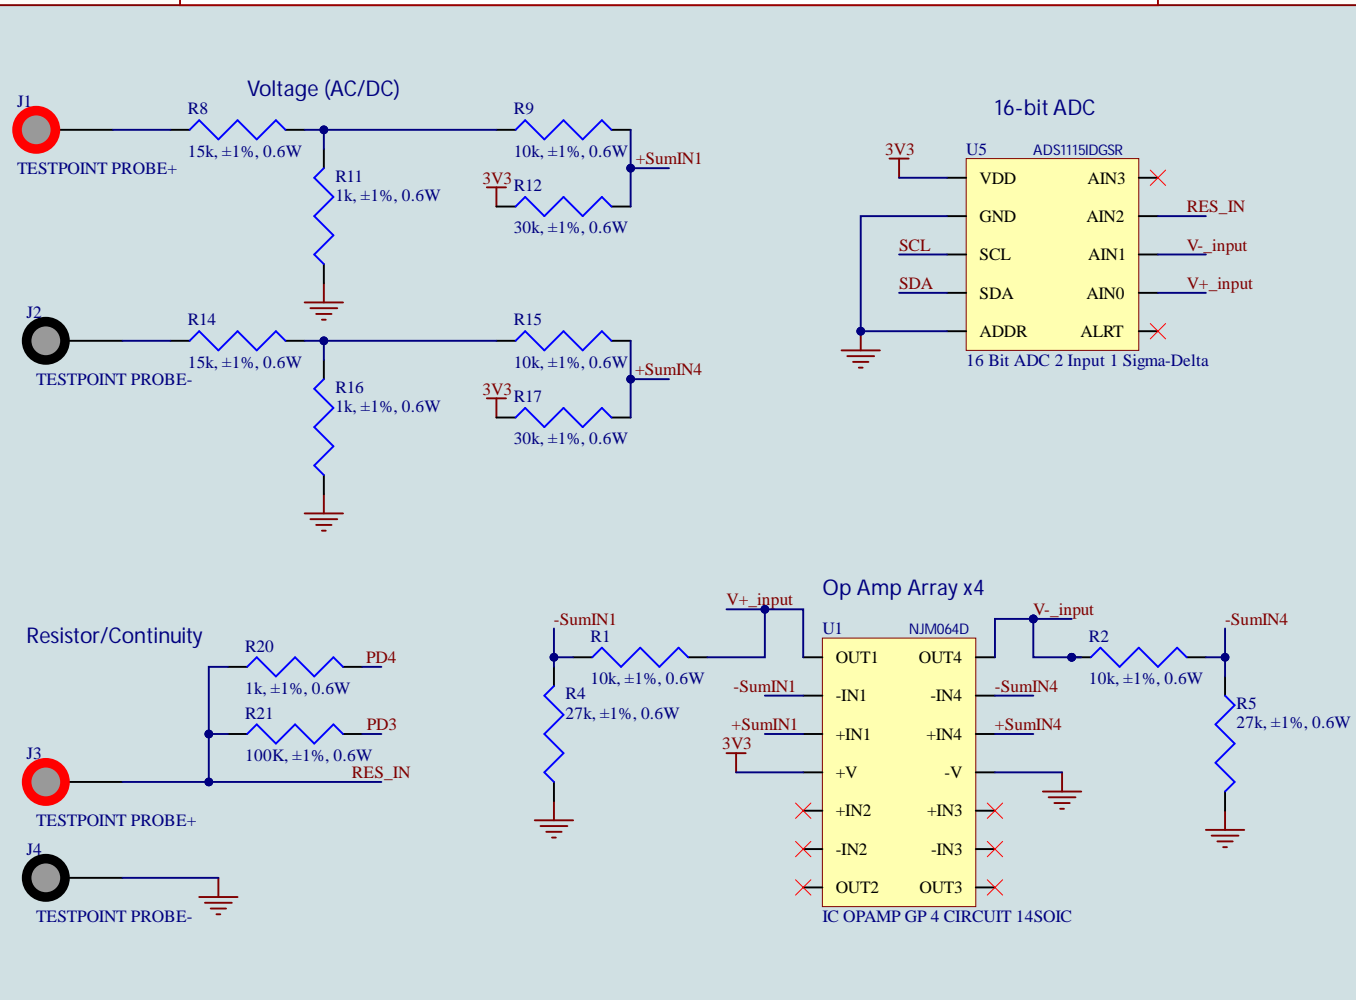 Voltage (AC/DC)
J1
TESTPOINT PROBE+
R8
15k, ±1%, 0.6W
R11
1k, ±1%, 0.6W
R9
10k, ±1%, 0.6W
+SumIN1
3V3
R12
30k, ±1%, 0.6W
J2
TESTPOINT PROBE-
R14
15k, ±1%, 0.6W
R16
1k, ±1%, 0.6W
R15
10k, ±1%, 0.6W
+SumIN4
3V3
R17
30k, ±1%, 0.6W
16-bit ADC
U5
ADS1115IDGSR
3V3
VDD
AIN3
GND
AIN2
RES_IN
SCL
SCL
AIN1
V-_input
SDA
SDA
AIN0
V+_input
ADDR
ALRT
16 Bit ADC 2 Input 1 Sigma-Delta
Resistor/Continuity
R20
PD4
1k, ±1%, 0.6W
R21
PD3
100K, ±1%, 0.6W
RES_IN
J3
TESTPOINT PROBE+
J4
TESTPOINT PROBE-
Op Amp Array x4
-SumIN1
R1
10k, ±1%, 0.6W
R4
27k, ±1%, 0.6W
V+_input
U1
NJM064D
V-_input
OUT1
OUT4
-SumIN1
-IN1
-IN4
-SumIN4
+SumIN1
+IN1
+IN4
+SumIN4
3V3
+V
-V
+IN2
+IN3
-IN2
-IN3
OUT2
OUT3
IC OPAMP GP 4 CIRCUIT 14SOIC
R2
10k, ±1%, 0.6W
-SumIN4
R5
27k, ±1%, 0.6W